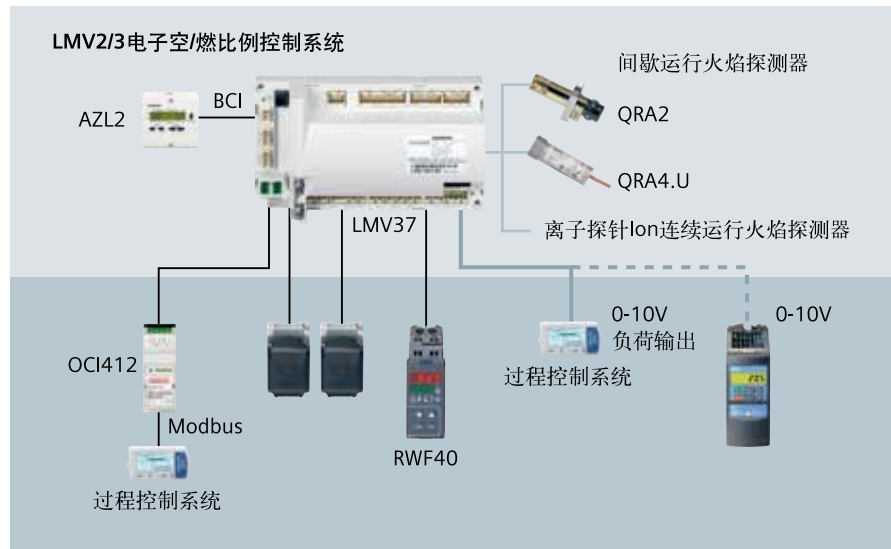 LMV2/3电子空/燃比例控制系统
间歇运行火焰探测器
AZL2
BCI
QRA2
QRA4.U
LMV37
离子探针Ion连续运行火焰探测器
0-10V
负荷输出
0-10V
OCI412
过程控制系统
Modbus
RWF40
过程控制系统